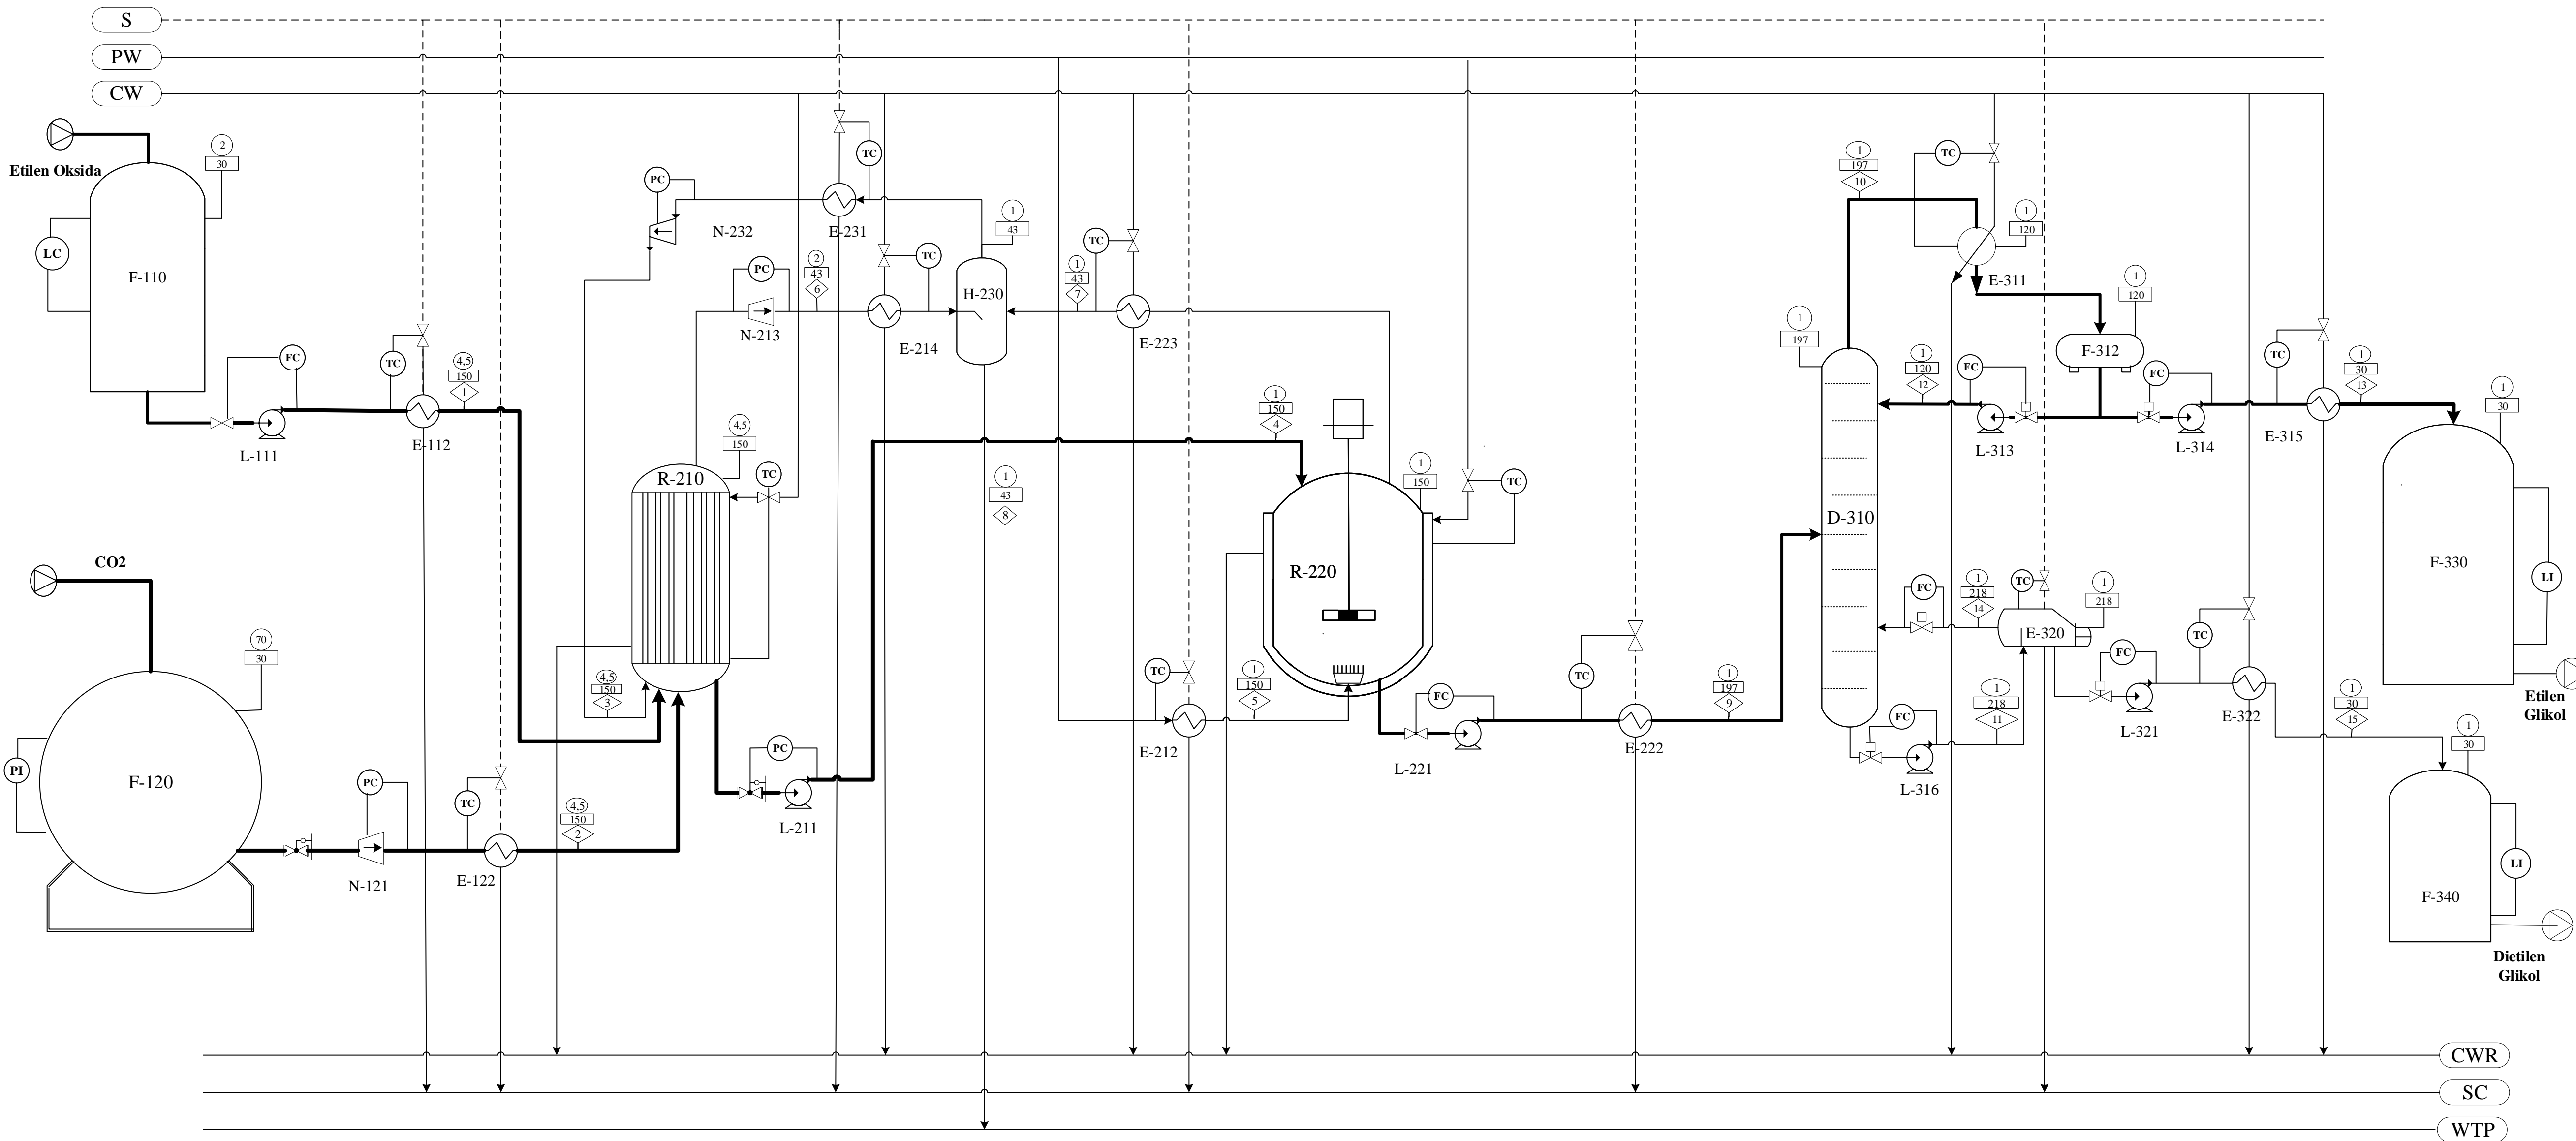 S
PW
CW
Etilen Oksida
2
30
LC
F-110
FC
L-111
TC
E-112
4,5
150
1
CO2
70
30
PI
F-120
PC
N-121
TC
E-122
4,5
150
2
PC
N-232
TC
E-231
PC
N-213
2
43
6
TC
E-214
1
43
H-230
1
43
7
TC
E-223
4,5
150
TC
R-210
4,5
150
3
PC
L-211
1
43
8
1
150
4
1
150
TC
R-220
TC
E-212
1
150
5
FC
L-221
TC
E-222
1
197
9
1
197
10
TC
1
120
E-311
1
120
F-312
1
197
1
120
12
FC
L-313
FC
L-314
TC
E-315
1
30
13
1
30
D-310
F-330
LI
Etilen
Glikol
FC
1
218
14
TC
1
218
E-320
FC
L-316
1
218
11
FC
L-321
TC
E-322
1
30
15
1
30
LI
F-340
Dietilen
Glikol
CWR
SC
WTP